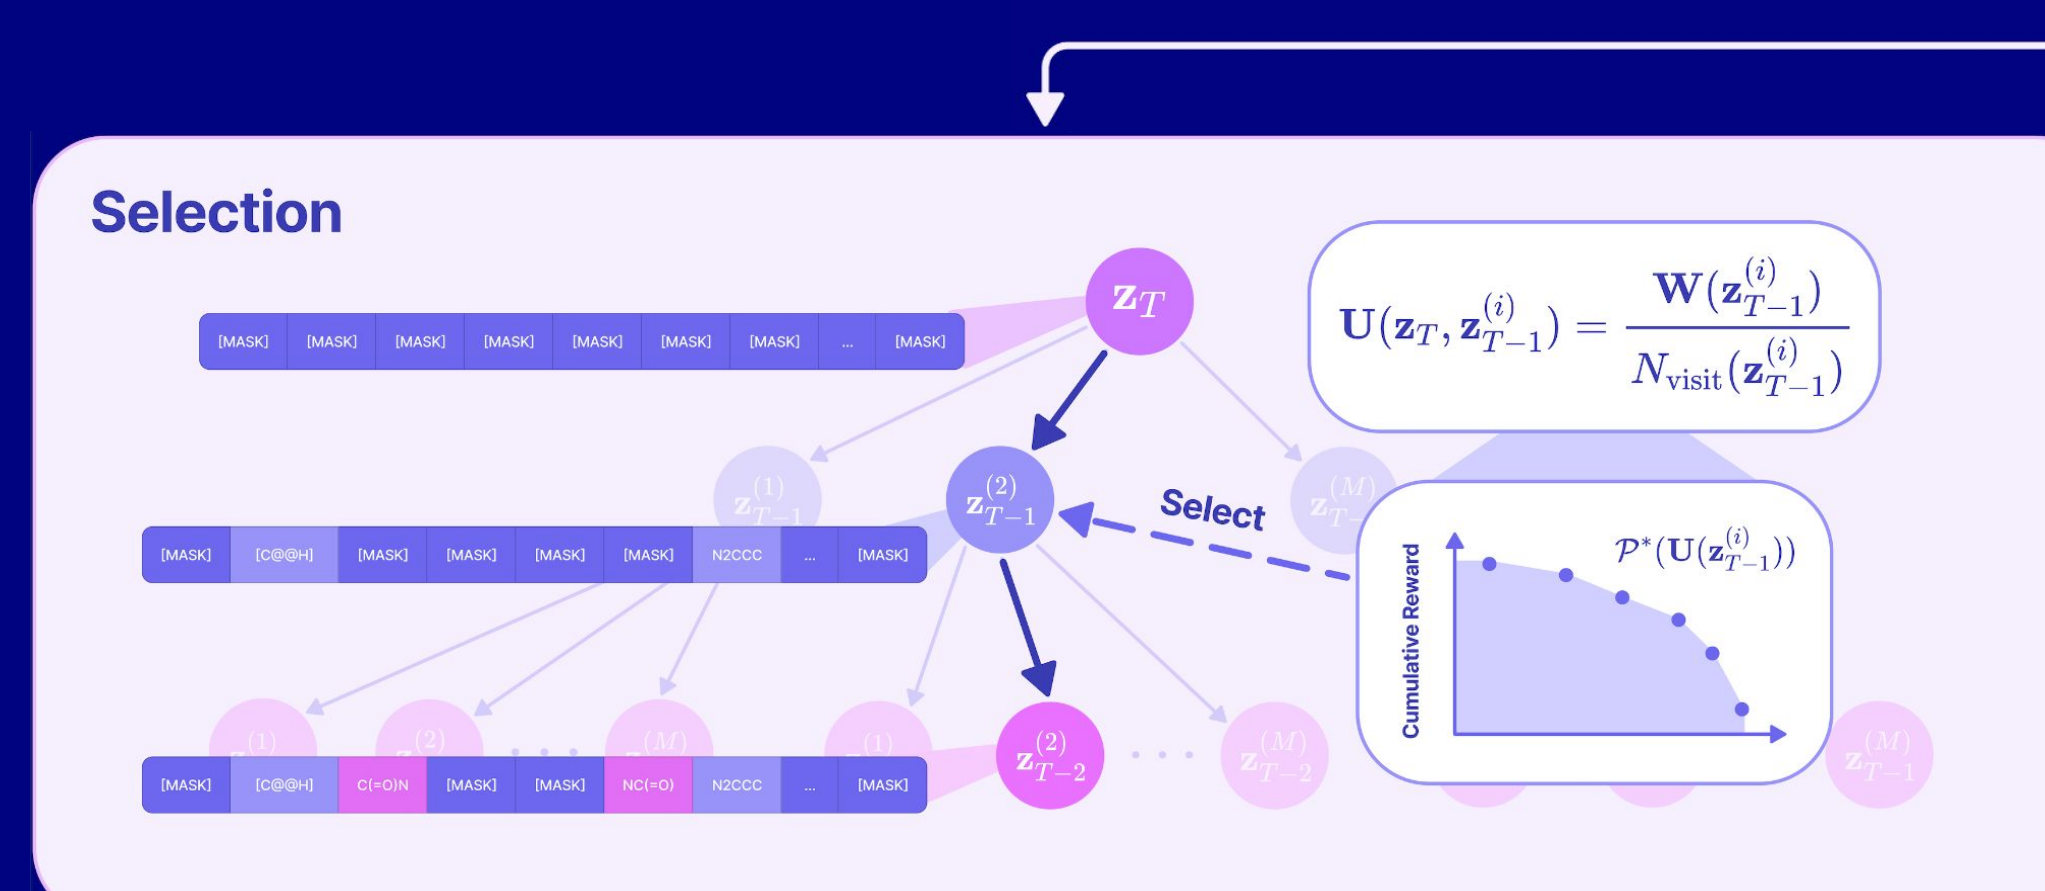 Selection
z_T
[MASK] [MASK] [MASK] [MASK] [MASK] [MASK] [MASK] ... [MASK]
U(z_T, z_{T-1}^{(i)}) = W(z_{T-1}^{(i)}) / N_visit(z_{T-1}^{(i)})
z_{T-1}^{(1)}
z_{T-1}^{(2)}
Select
[MASK] [C@@H] [MASK] [MASK] [MASK] [MASK] N2CCC ... [MASK]
P*(U(z_{T-1}^{(i)}))
Cumulative Reward
z_{T-2}^{(2)}
...
z_{T-2}^{(M)}
z_{T-1}^{(M)}
[MASK] [C@@H] C(=O)N [MASK] [MASK] NC(=O) N2CCC ... [MASK]